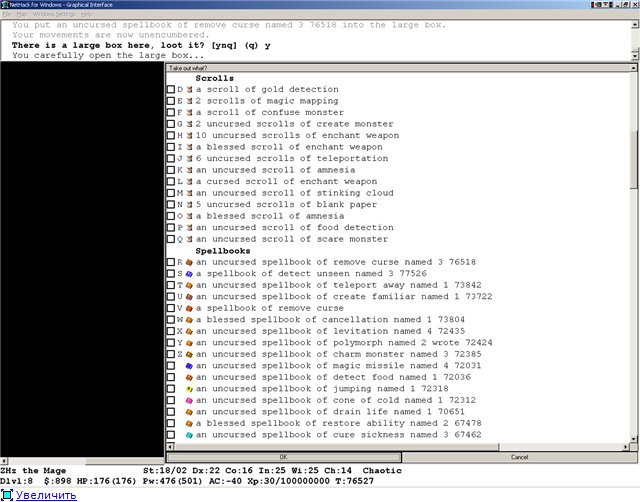 NetHack for Windows - Graphical Interface
File Map Window Settings Help
You put an uncursed spellbook of remove curse named 3 76518 into the large box.
Your movements are now unencumbered.
There is a large box here, loot it? [ynq] (q) y
You carefully open the large box...
Take out what?
Scrolls
D a scroll of gold detection
E 2 scrolls of magic mapping
F a scroll of confuse monster
G 2 uncursed scrolls of create monster
H 10 uncursed scrolls of enchant weapon
I a blessed scroll of enchant weapon
J 6 uncursed scrolls of teleportation
K an uncursed scroll of amnesia
L a cursed scroll of enchant weapon
M an uncursed scroll of stinking cloud
N 5 uncursed scrolls of blank paper
O a blessed scroll of amnesia
P an uncursed scroll of food detection
Q an uncursed scroll of scare monster
Spellbooks
R an uncursed spellbook of remove curse named 3 76518
S a spellbook of detect unseen named 3 77526
T an uncursed spellbook of teleport away named 1 73842
U an uncursed spellbook of create familiar named 1 73722
V a spellbook of remove curse
W a blessed spellbook of cancellation named 1 73804
X an uncursed spellbook of levitation named 4 72435
Y an uncursed spellbook of polymorph named 2 wrote 72424
Z an uncursed spellbook of charm monster named 3 72385
an uncursed spellbook of magic missile named 4 72031
an uncursed spellbook of detect food named 1 72036
an uncursed spellbook of jumping named 1 72318
an uncursed spellbook of cone of cold named 1 72312
an uncursed spellbook of drain life named 1 70651
a blessed spellbook of restore ability named 2 67478
an uncursed spellbook of cure sickness named 3 67462
OK Cancel
ZHz the Mage St:18/02 Dx:22 Co:16 In:25 Wi:25 Ch:14 Chaotic
Dlvl:8 $:898 HP:176(176) Pw:476(501) AC:-40 Xp:30/100000000 T:76527
Увеличить